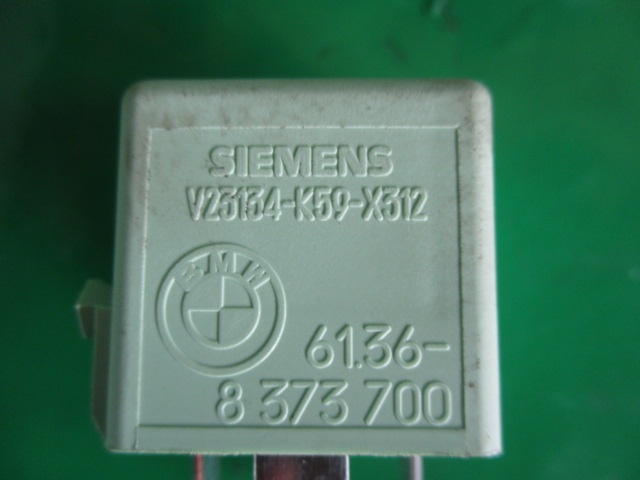 SIEMENS
V23134-K59-X312
BMW
61.36-
8 373 700